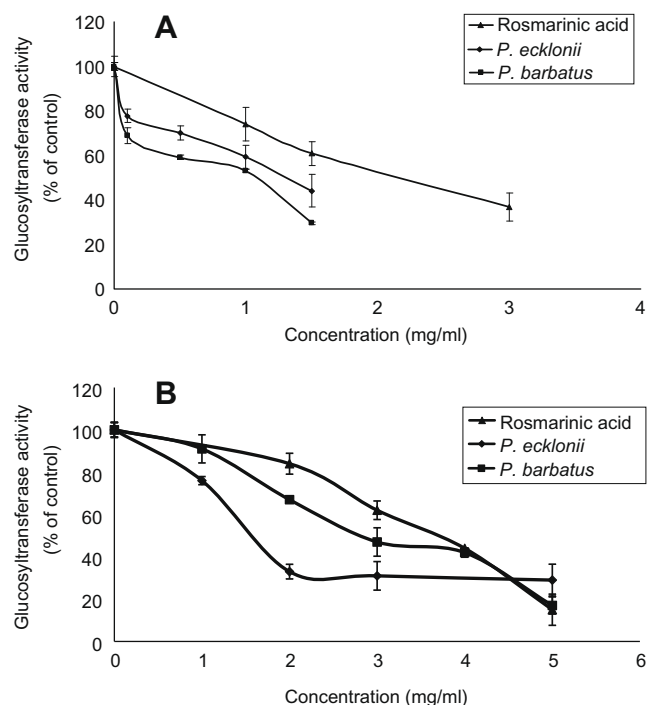 A
Rosmarinic acid
P. ecklonii
P. barbatus
Glucosyltransferase activity
(% of control)
120
100
80
60
40
20
0
0 1 2 3 4
Concentration (mg/ml)
B
Rosmarinic acid
P. ecklonii
P. barbatus
Glucosyltransferase activity
(% of control)
120
100
80
60
40
20
0
0 1 2 3 4 5 6
Concentration (mg/ml)